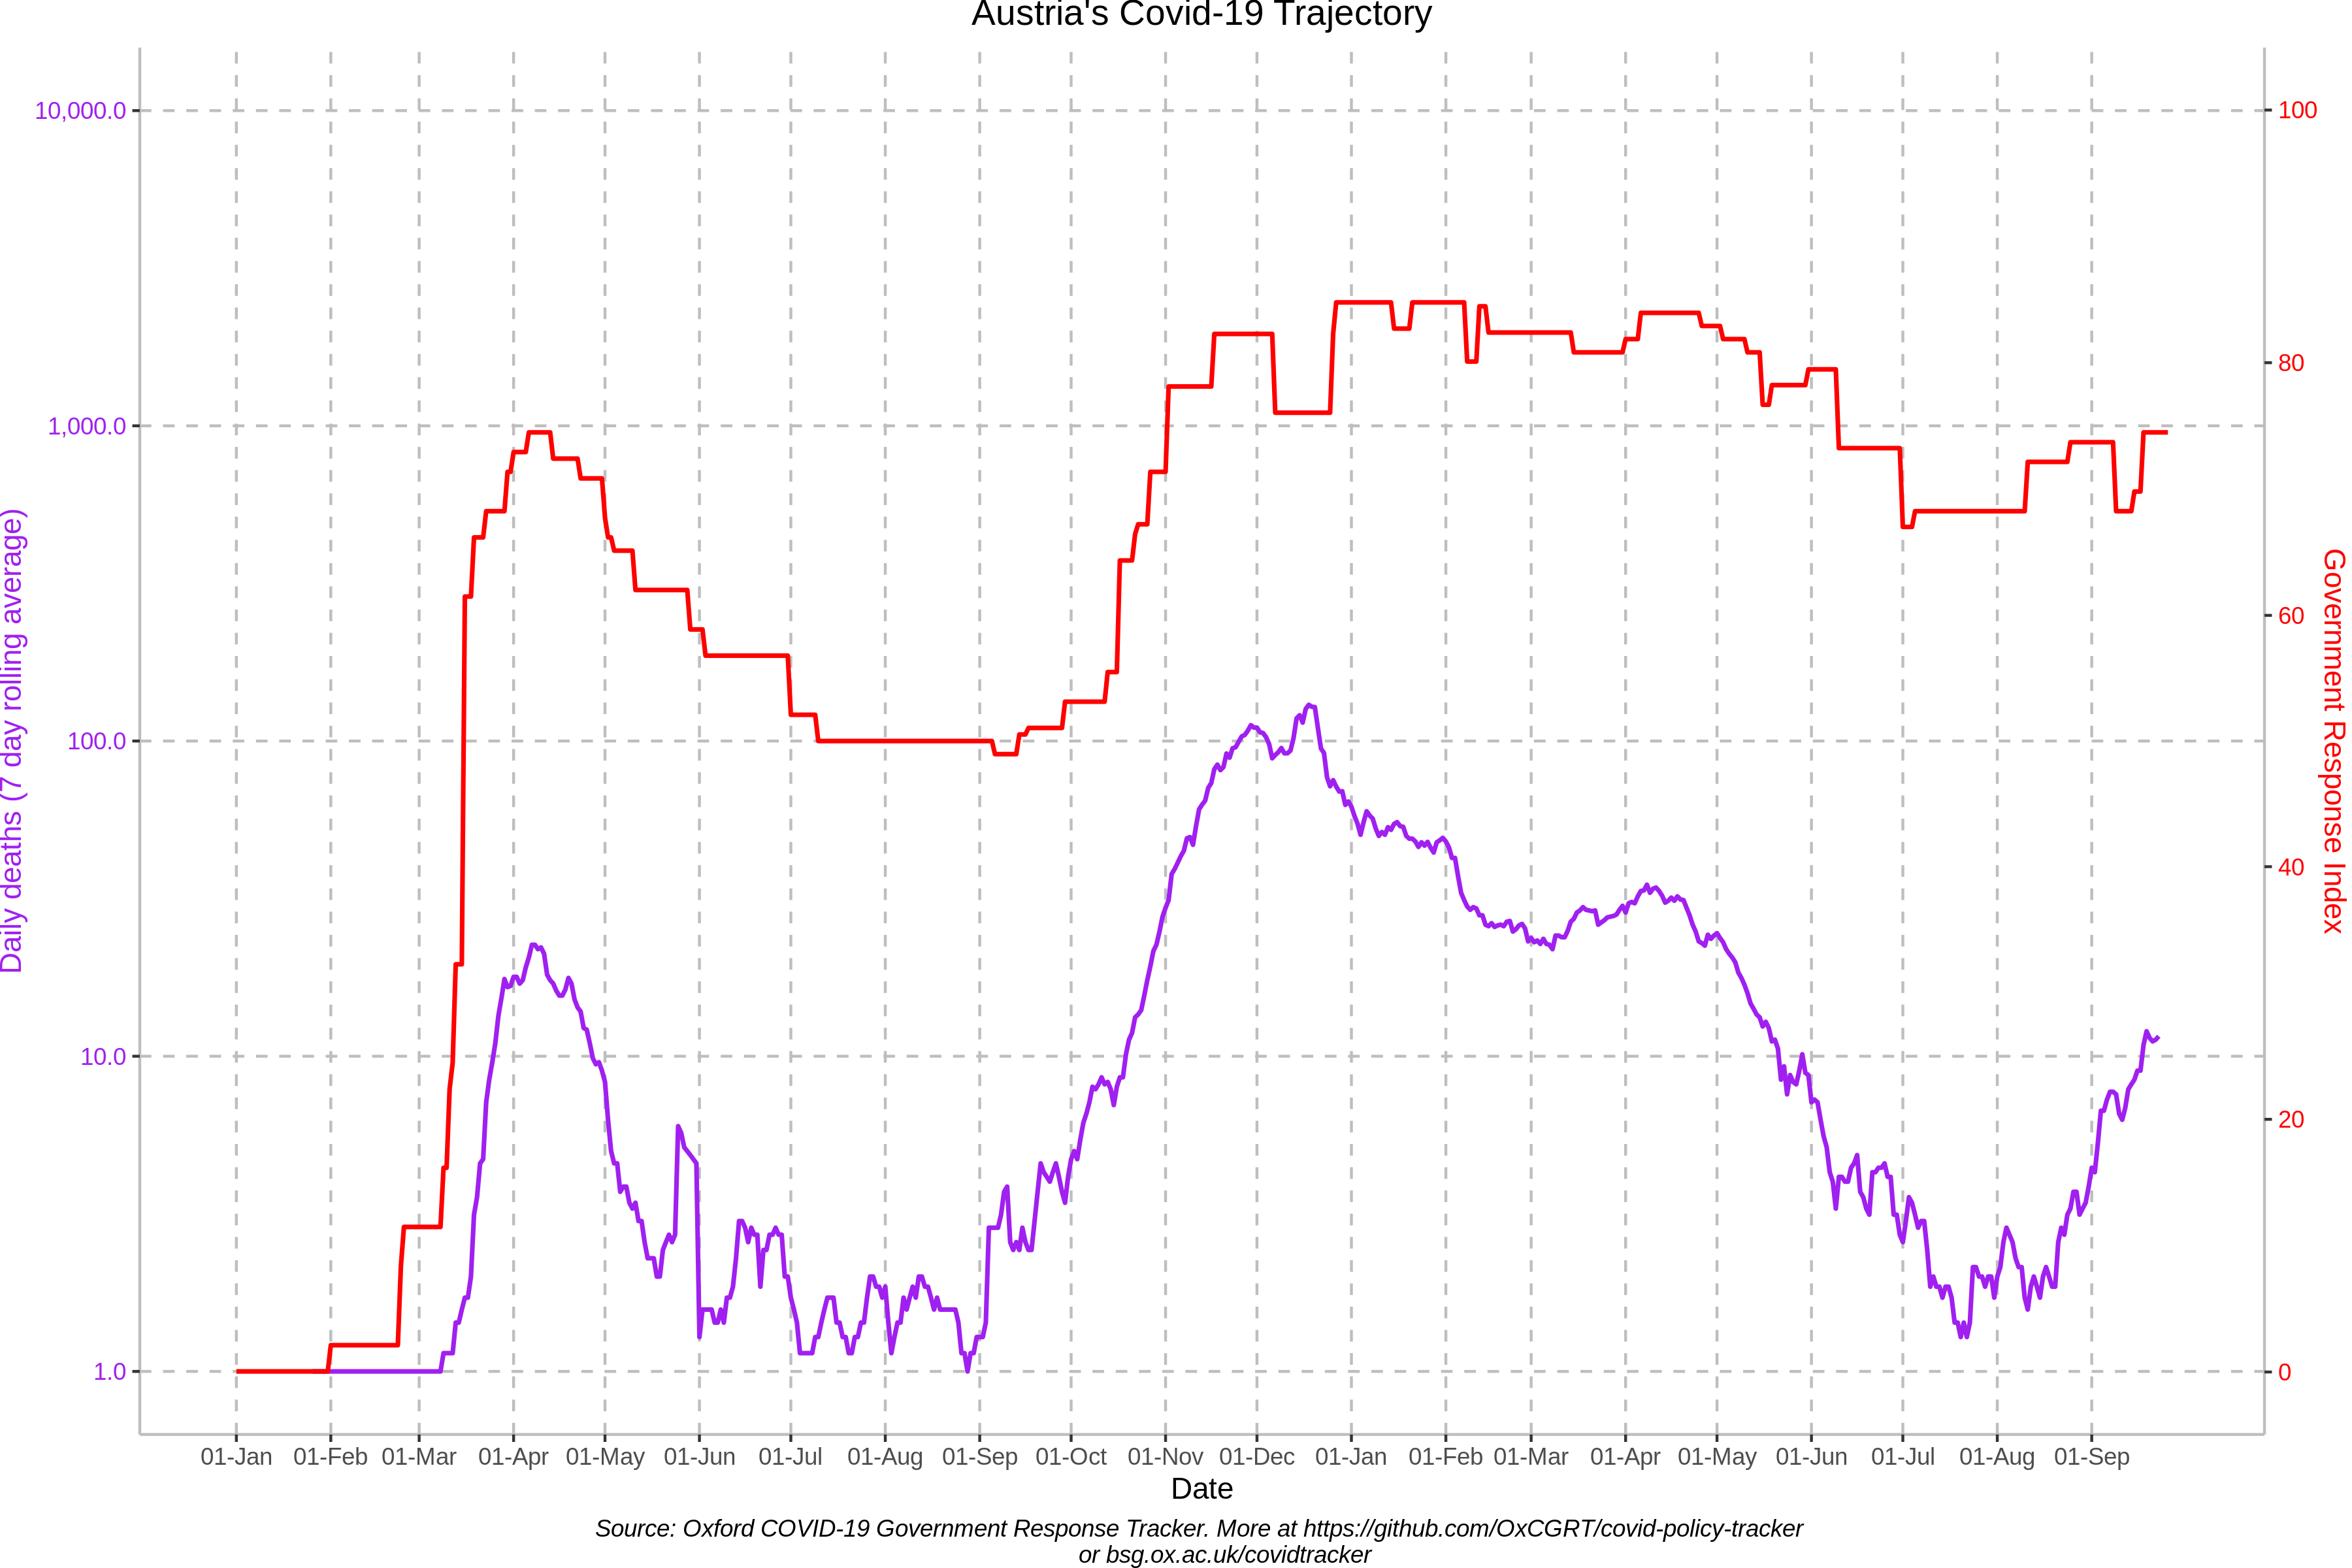 Austria's Covid-19 Trajectory
10,000.0
1,000.0
100.0
10.0
1.0
Daily deaths (7 day rolling average)
100
80
60
40
20
0
Government Response Index
01-Jan 01-Feb 01-Mar 01-Apr 01-May 01-Jun 01-Jul 01-Aug 01-Sep 01-Oct 01-Nov 01-Dec 01-Jan 01-Feb 01-Mar 01-Apr 01-May 01-Jun 01-Jul 01-Aug 01-Sep
Date
Source: Oxford COVID-19 Government Response Tracker. More at https://github.com/OxCGRT/covid-policy-tracker
or bsg.ox.ac.uk/covidtracker